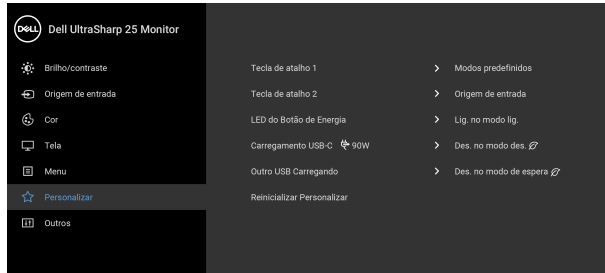 DELL Dell UltraSharp 25 Monitor
Brilho/contraste Tecla de atalho 1 > Modos predefinidos
Origem de entrada Tecla de atalho 2 > Origem de entrada
Cor LED do Botão de Energia > Lig. no modo lig.
Tela Carregamento USB-C 90W > Des. no modo des.
Menu Outro USB Carregando > Des. no modo de espera
Personalizar Reinicializar Personalizar
Outros